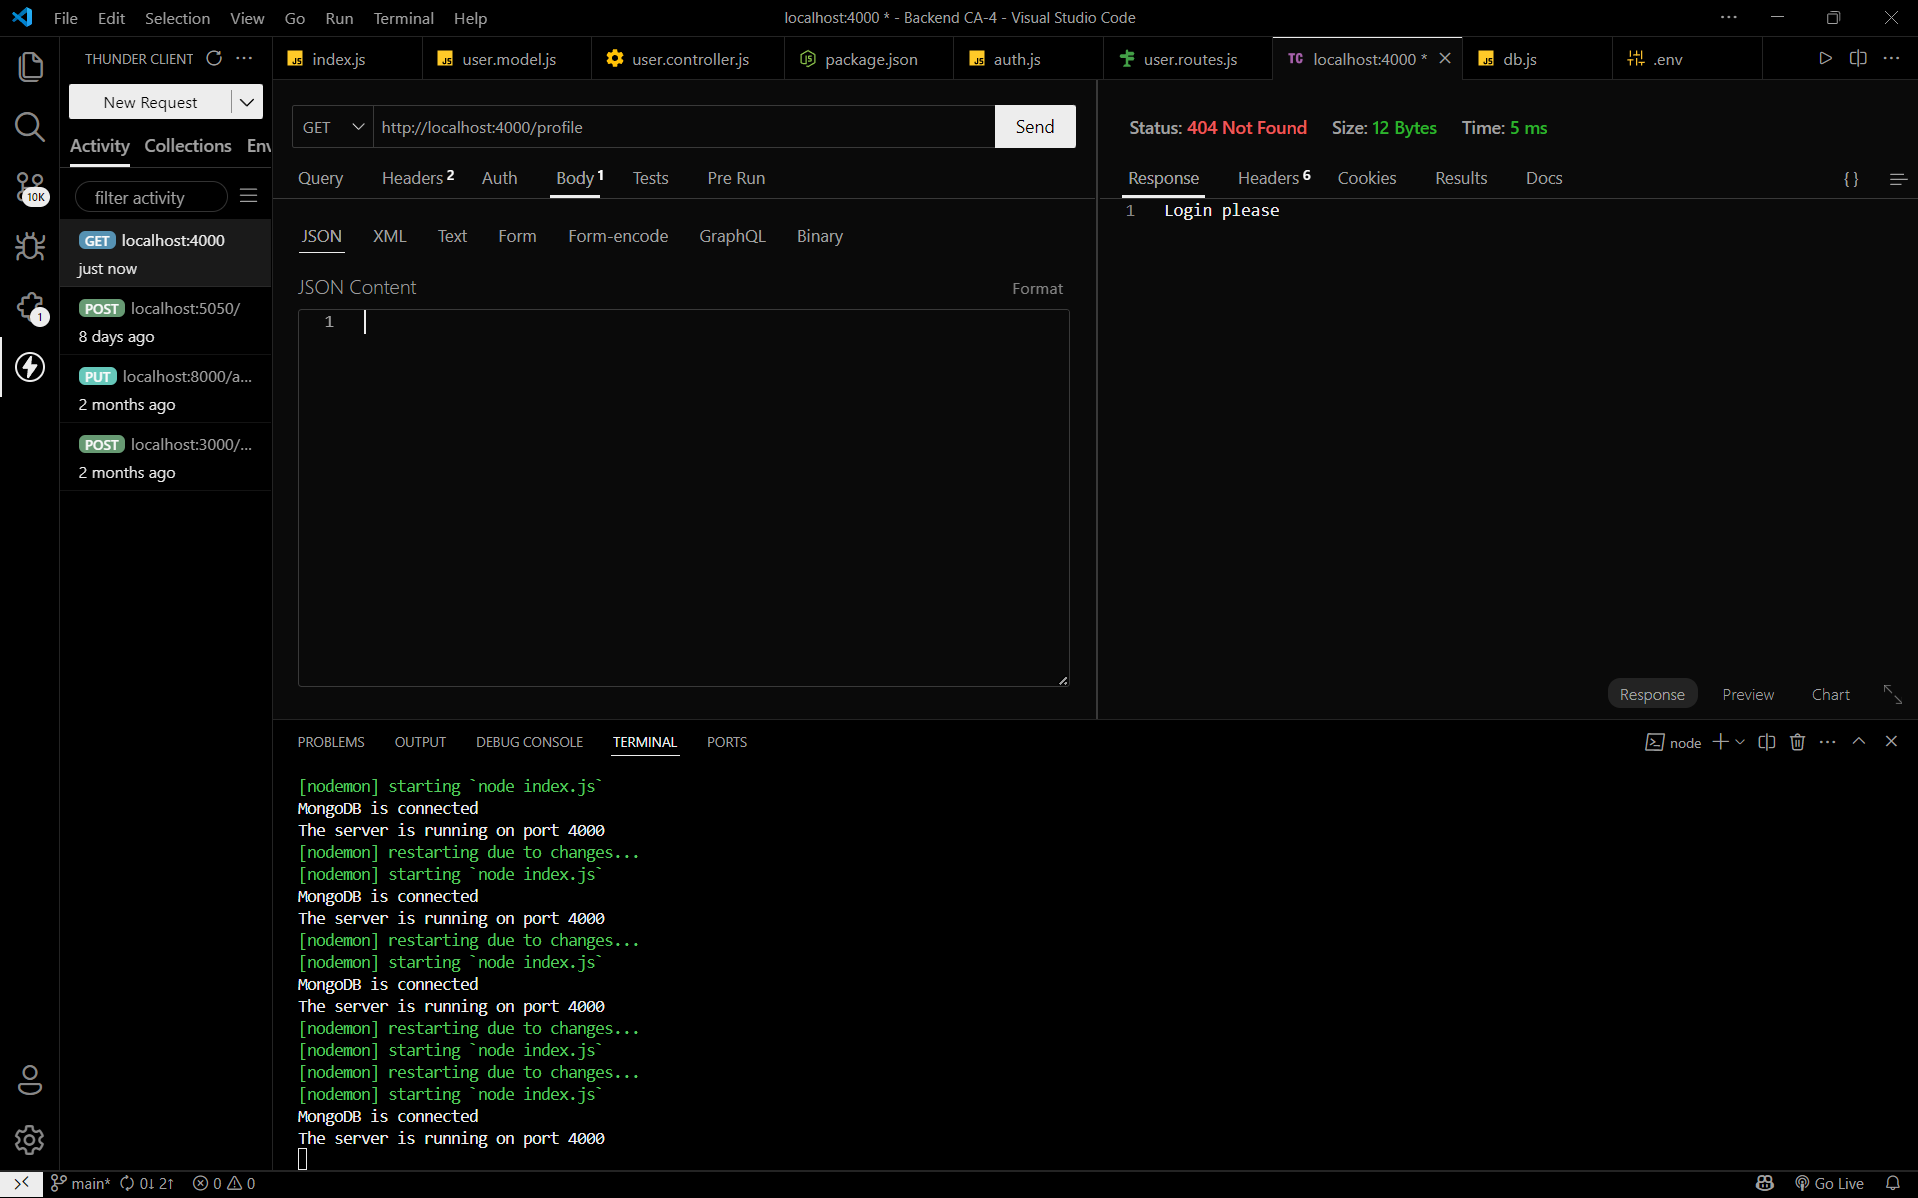 File Edit Selection View Go Run Terminal Help
localhost:4000 * - Backend CA-4 - Visual Studio Code
THUNDER CLIENT
index.js
user.model.js
user.controller.js
package.json
auth.js
user.routes.js
TC localhost:4000 *
db.js
.env
New Request
Activity Collections Env
filter activity
GET localhost:4000
just now
POST localhost:5050/
8 days ago
PUT localhost:8000/a...
2 months ago
POST localhost:3000/...
2 months ago
10K
1
GET
http://localhost:4000/profile
Send
Query Headers 2 Auth Body 1 Tests Pre Run
JSON XML Text Form Form-encode GraphQL Binary
JSON Content
Format
1
Status: 404 Not Found Size: 12 Bytes Time: 5 ms
Response Headers 6 Cookies Results Docs
{}
1 Login please
Response Preview Chart
PROBLEMS OUTPUT DEBUG CONSOLE TERMINAL PORTS
node
[nodemon] starting `node index.js`
MongoDB is connected
The server is running on port 4000
[nodemon] restarting due to changes...
[nodemon] starting `node index.js`
MongoDB is connected
The server is running on port 4000
[nodemon] restarting due to changes...
[nodemon] starting `node index.js`
MongoDB is connected
The server is running on port 4000
[nodemon] restarting due to changes...
[nodemon] starting `node index.js`
[nodemon] restarting due to changes...
[nodemon] starting `node index.js`
MongoDB is connected
The server is running on port 4000
main* 0↓ 2↑ 0 0
Go Live